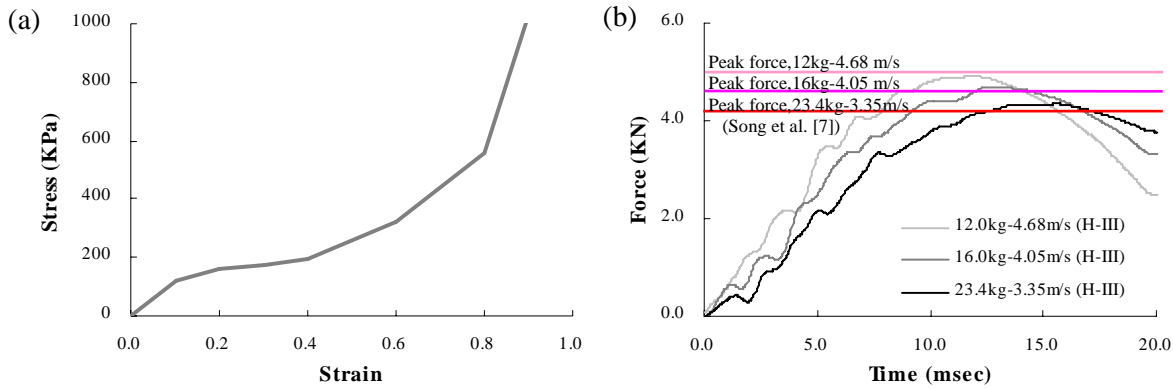 (a)
1000
800
600
400
200
0
Stress (KPa)
0.0 0.2 0.4 0.6 0.8 1.0
Strain
(b)
6.0
4.0
2.0
0.0
Force (KN)
Peak force,12kg-4.68 m/s
Peak force,16kg-4.05 m/s
Peak force,23.4kg-3.35m/s
(Song et al. [7])
12.0kg-4.68m/s (H-III)
16.0kg-4.05m/s (H-III)
23.4kg-3.35m/s (H-III)
0.0 5.0 10.0 15.0 20.0
Time (msec)